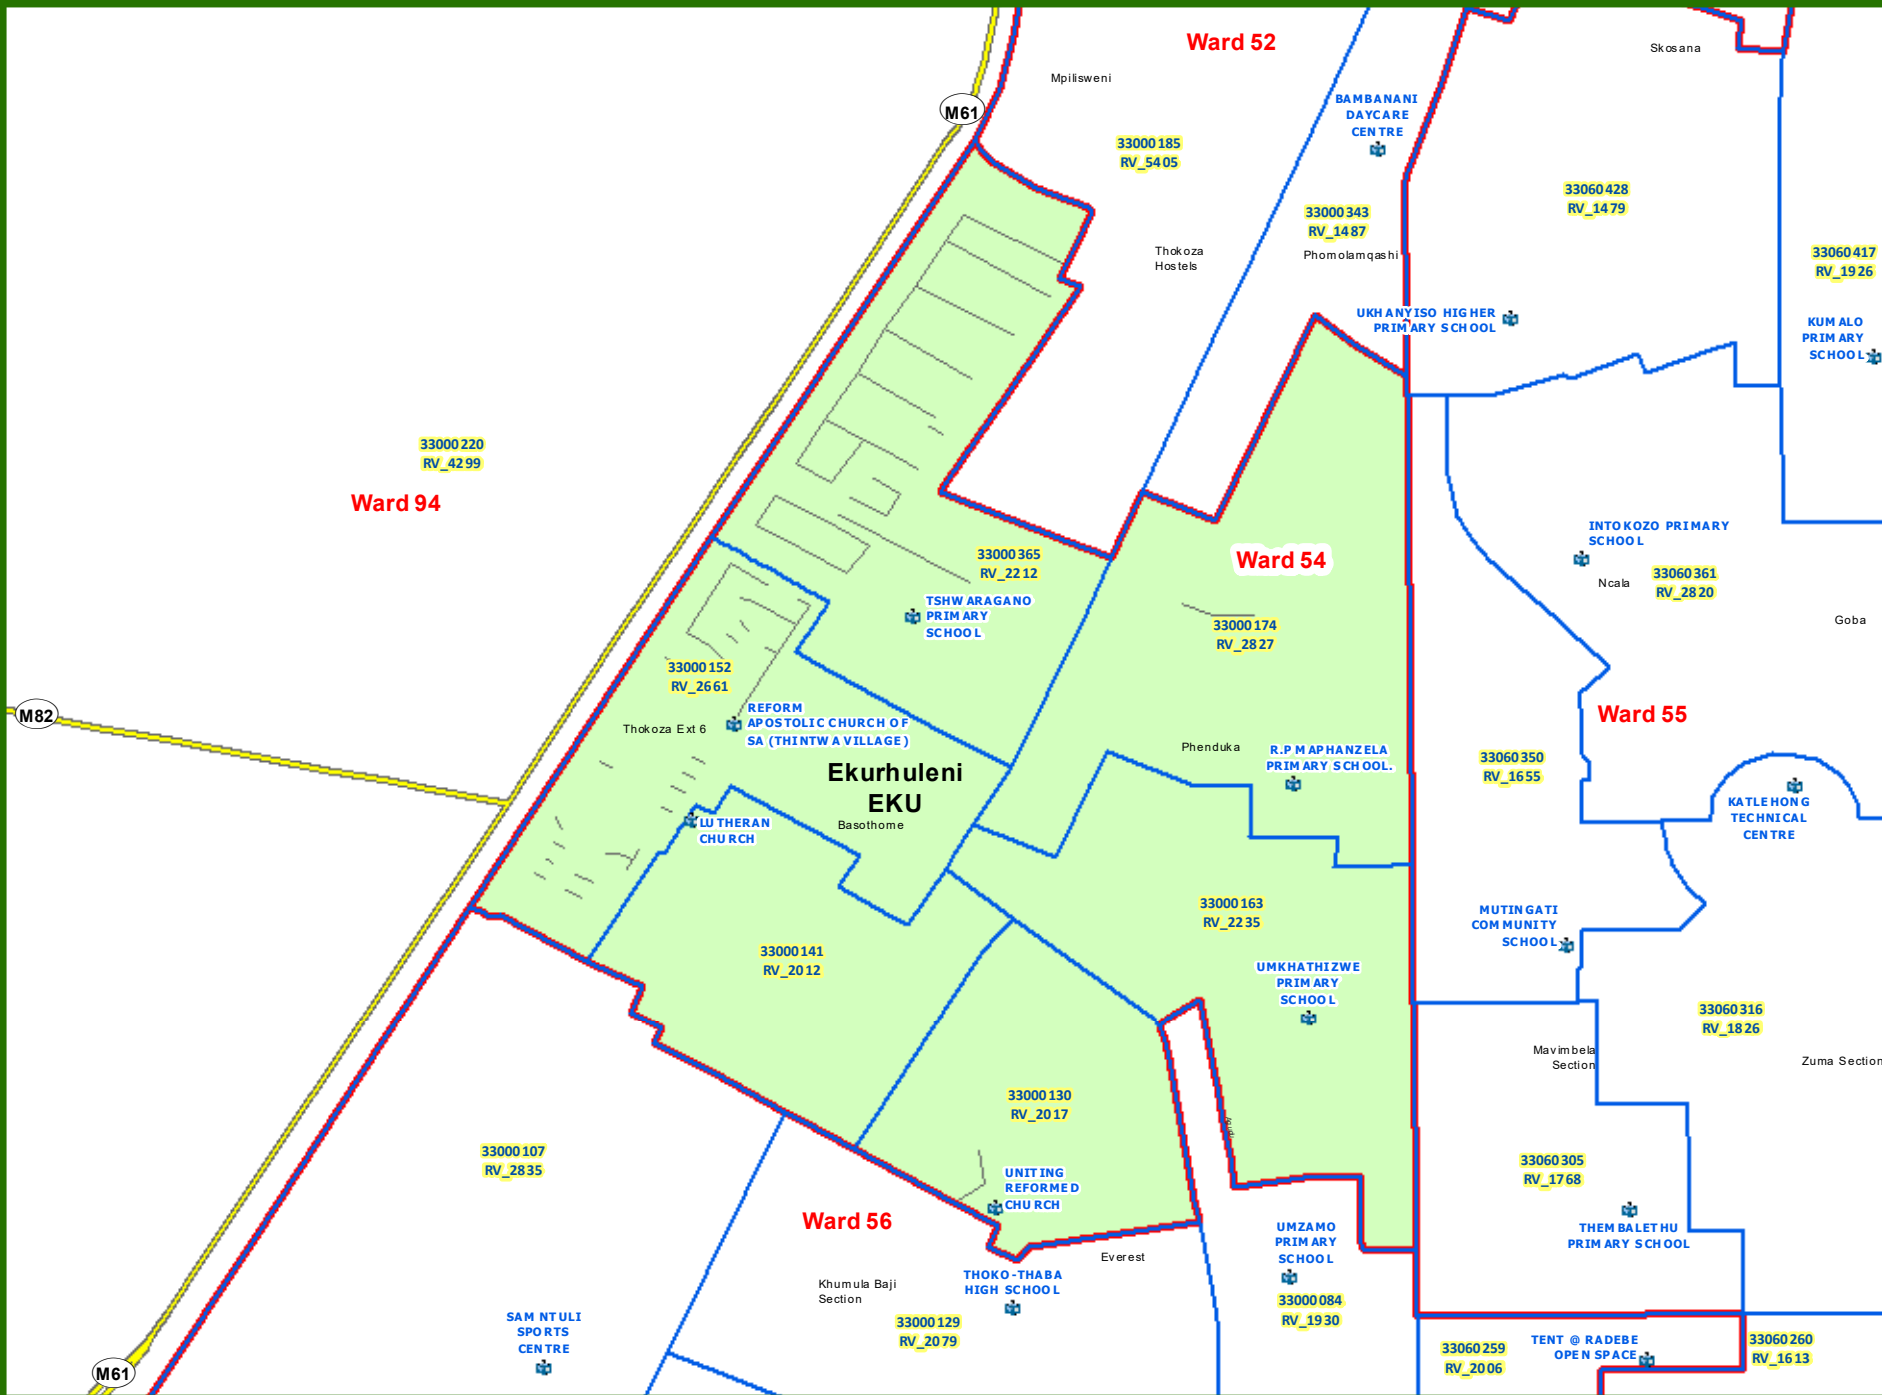 Ward 52
Skosana
Mpilisweni
M61
BAMBANANI
DAYCARE
CENTRE
33000185
RV_5405
33060428
RV_1479
33000343
RV_1487
Phomolamqashi
Thokoza
Hostels
33060417
RV_1926
UKHANYISO HIGHER
PRIMARY SCHOOL
KUMALO
PRIMARY
SCHOOL
33000220
RV_4299
Ward 94
INTOKOZO PRIMARY
SCHOOL
Ncala
33060361
RV_2820
Goba
33000365
RV_2212
Ward 54
TSHWARAGANO
PRIMARY
SCHOOL
33000174
RV_2827
33000152
RV_2661
M82
Thokoza Ext 6
REFORM
APOSTOLIC CHURCH OF
SA (THINTWA VILLAGE)
Ward 55
Phenduka
R.P MAPHANZELA
PRIMARY SCHOOL.
33060350
RV_1655
Ekurhuleni
EKU
Basothome
LUTHERAN
CHURCH
KATLEHONG
TECHNICAL
CENTRE
33000163
RV_2235
MUTINGATI
COMMUNITY
SCHOOL
33000141
RV_2012
UMKHATHIZWE
PRIMARY
SCHOOL
33060316
RV_1826
Mavimbela
Section
Zuma Section
33000130
RV_2017
33000107
RV_2835
33060305
RV_1768
UNITING
REFORMED
CHURCH
Ward 56
UMZAMO
PRIMARY
SCHOOL
THEMBALETHU
PRIMARY SCHOOL
Everest
Khumula Baji
Section
THOKO-THABA
HIGH SCHOOL
33000129
RV_2079
33000084
RV_1930
SAM NTULI
SPORTS
CENTRE
M61
33060259
RV_2006
TENT @ RADEBE
OPEN SPACE
33060260
RV_1613